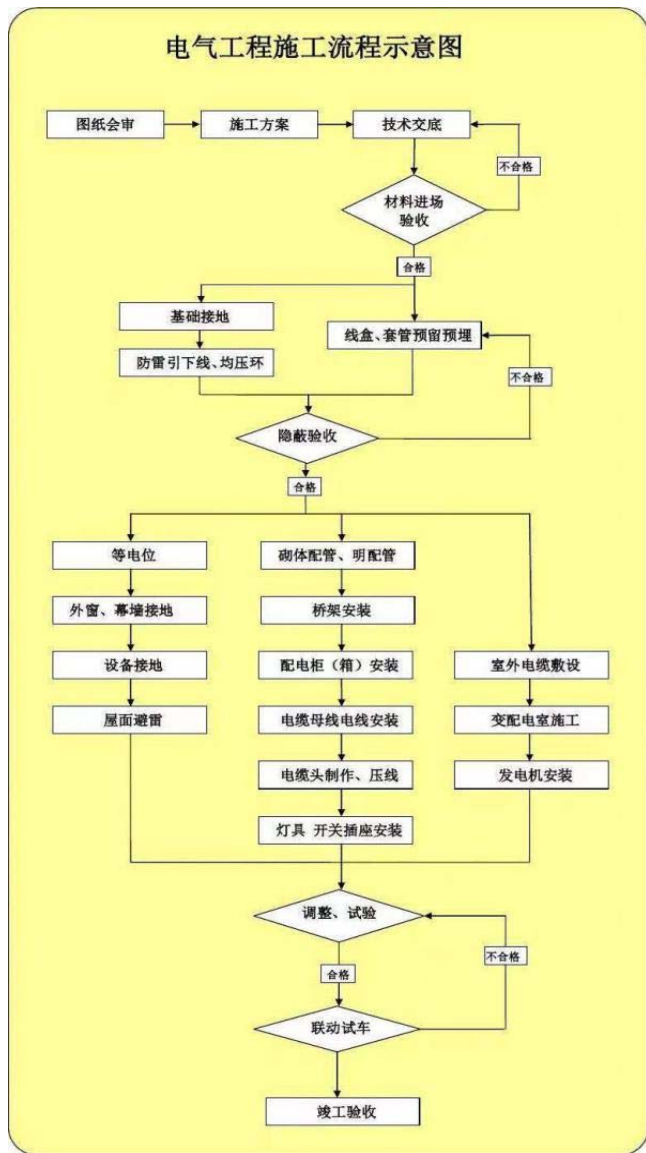 电气工程施工流程示意图
图纸会审
施工方案
技术交底
不合格
材料进场
验收
合格
基础接地
线盒、套管预留预埋
防雷引下线、均压环
不合格
隐蔽验收
合格
等电位
砌体配管、明配管
外窗、幕墙接地
桥架安装
设备接地
配电柜（箱）安装
室外电缆敷设
屋面避雷
电缆母线电线安装
变配电室施工
电缆头制作、压线
发电机安装
灯具 开关插座安装
调整、试验
不合格
合格
联动试车
竣工验收